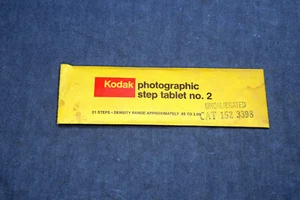 Kodak photographic
step tablet no. 2
UNCALIBRATED
21 STEPS • DENSITY RANGE APPROXIMATELY .05 TO 3.05
CAT 152 3398